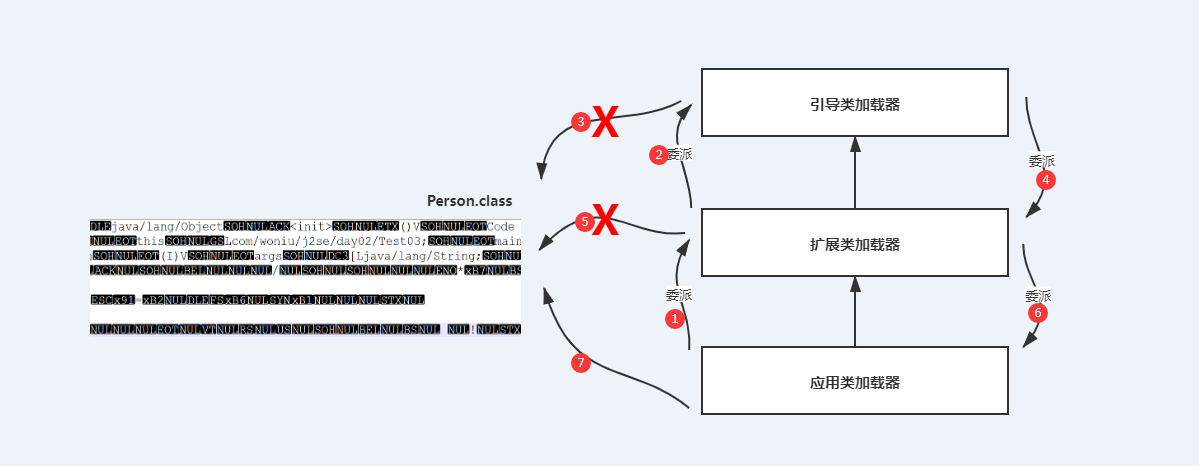 引导类加载器
3
X
2
委派
委派
4
Person.class
DLEjava/lang/ObjectSOHNULACK<init>SOHNULETX()VSOHNULEOTCode
NULEOTthisSOHNULGSLcom/woniu/j2se/day02/Test03;SOHNULEOTmain
SOHNULEOT(I)VSOHNULEOTargsSOHNULDC3[Ljava/lang/String;SOHNUL
ACKNULSOHNULBELNULNULNUL/NULSOHNULSOHNULNULNULENQ*xB7NULBS
ESCx91=xB2NULDLEFSxB6NULSYNxB1NULNULNULSTXNUL
NULNULNULEOTNULVTNULRSNULUSNULSOHNULBELNULBSNUL NUL!NULSTX
5
X
扩展类加载器
委派
1
委派
6
7
应用类加载器